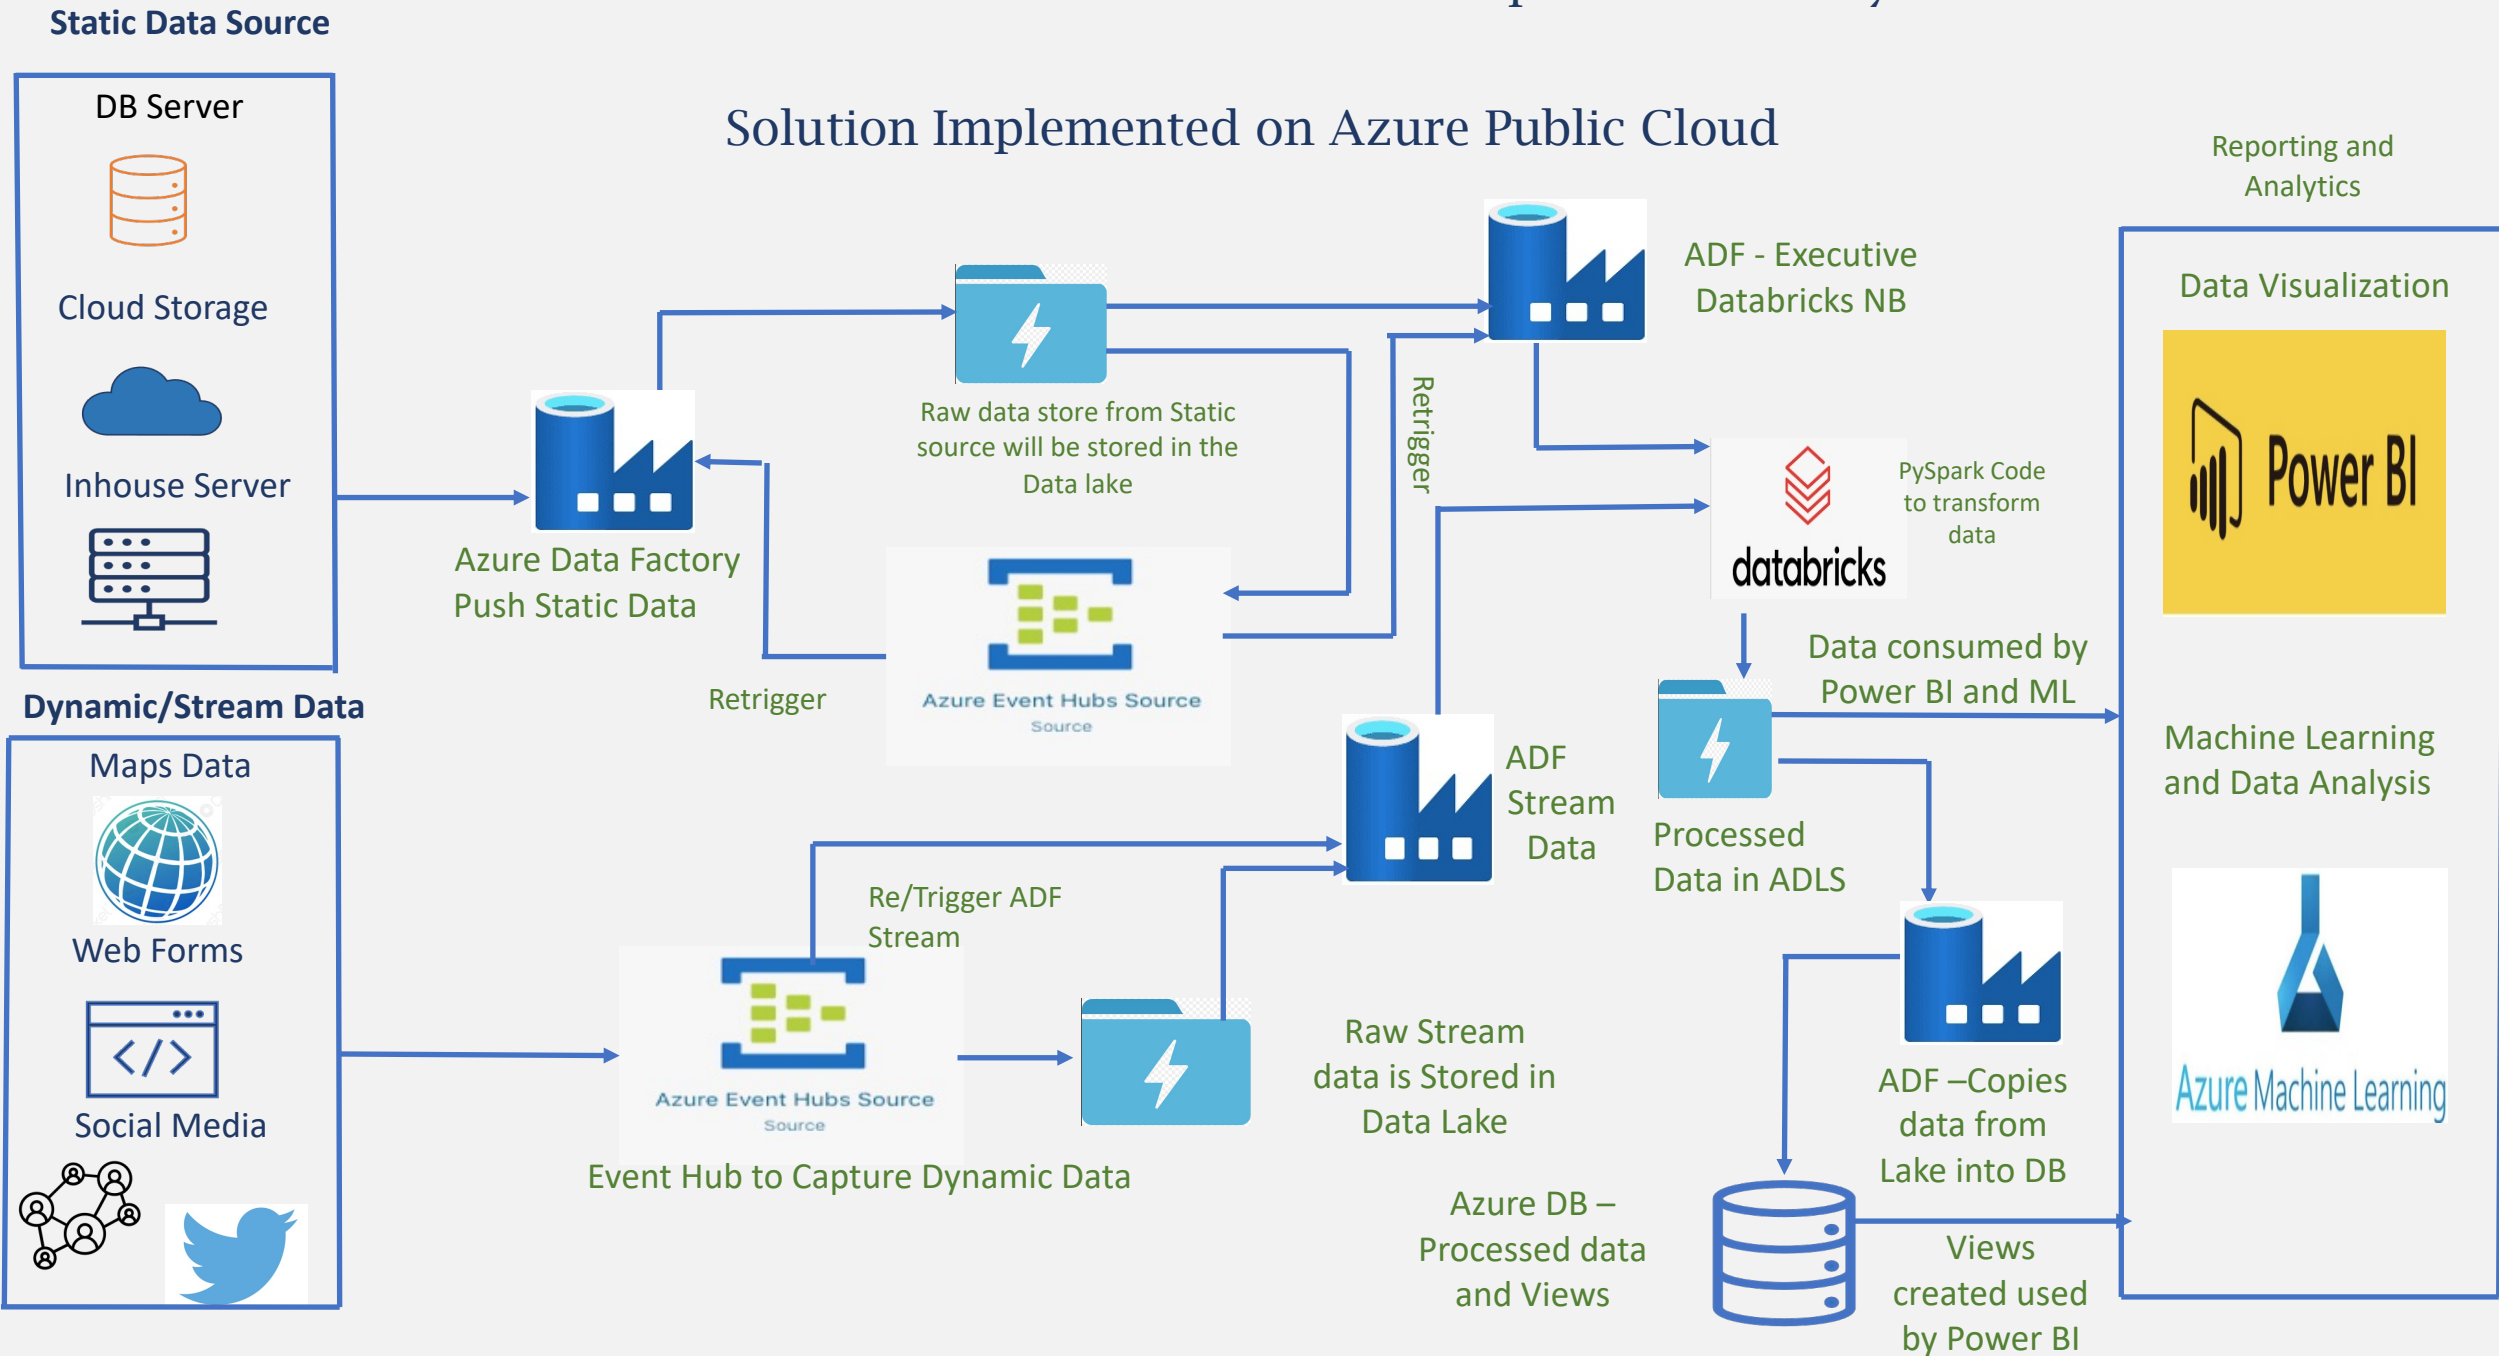 Static Data Source
DB Server
Cloud Storage
Inhouse Server
Dynamic/Stream Data
Maps Data
Web Forms
</>
Social Media
Solution Implemented on Azure Public Cloud
Azure Data Factory
Push Static Data
Raw data store from Static
source will be stored in the
Data lake
Retrigger
Azure Event Hubs Source
Source
Retrigger
ADF - Executive
Databricks NB
databricks
PySpark Code
to transform
data
ADF
Stream
Data
Re/Trigger ADF
Stream
Azure Event Hubs Source
Source
Event Hub to Capture Dynamic Data
Raw Stream
data is Stored in
Data Lake
Data consumed by
Power BI and ML
Processed
Data in ADLS
ADF –Copies
data from
Lake into DB
Azure DB –
Processed data
and Views
Views
created used
by Power BI
Reporting and
Analytics
Data Visualization
Power BI
Machine Learning
and Data Analysis
Azure Machine Learning